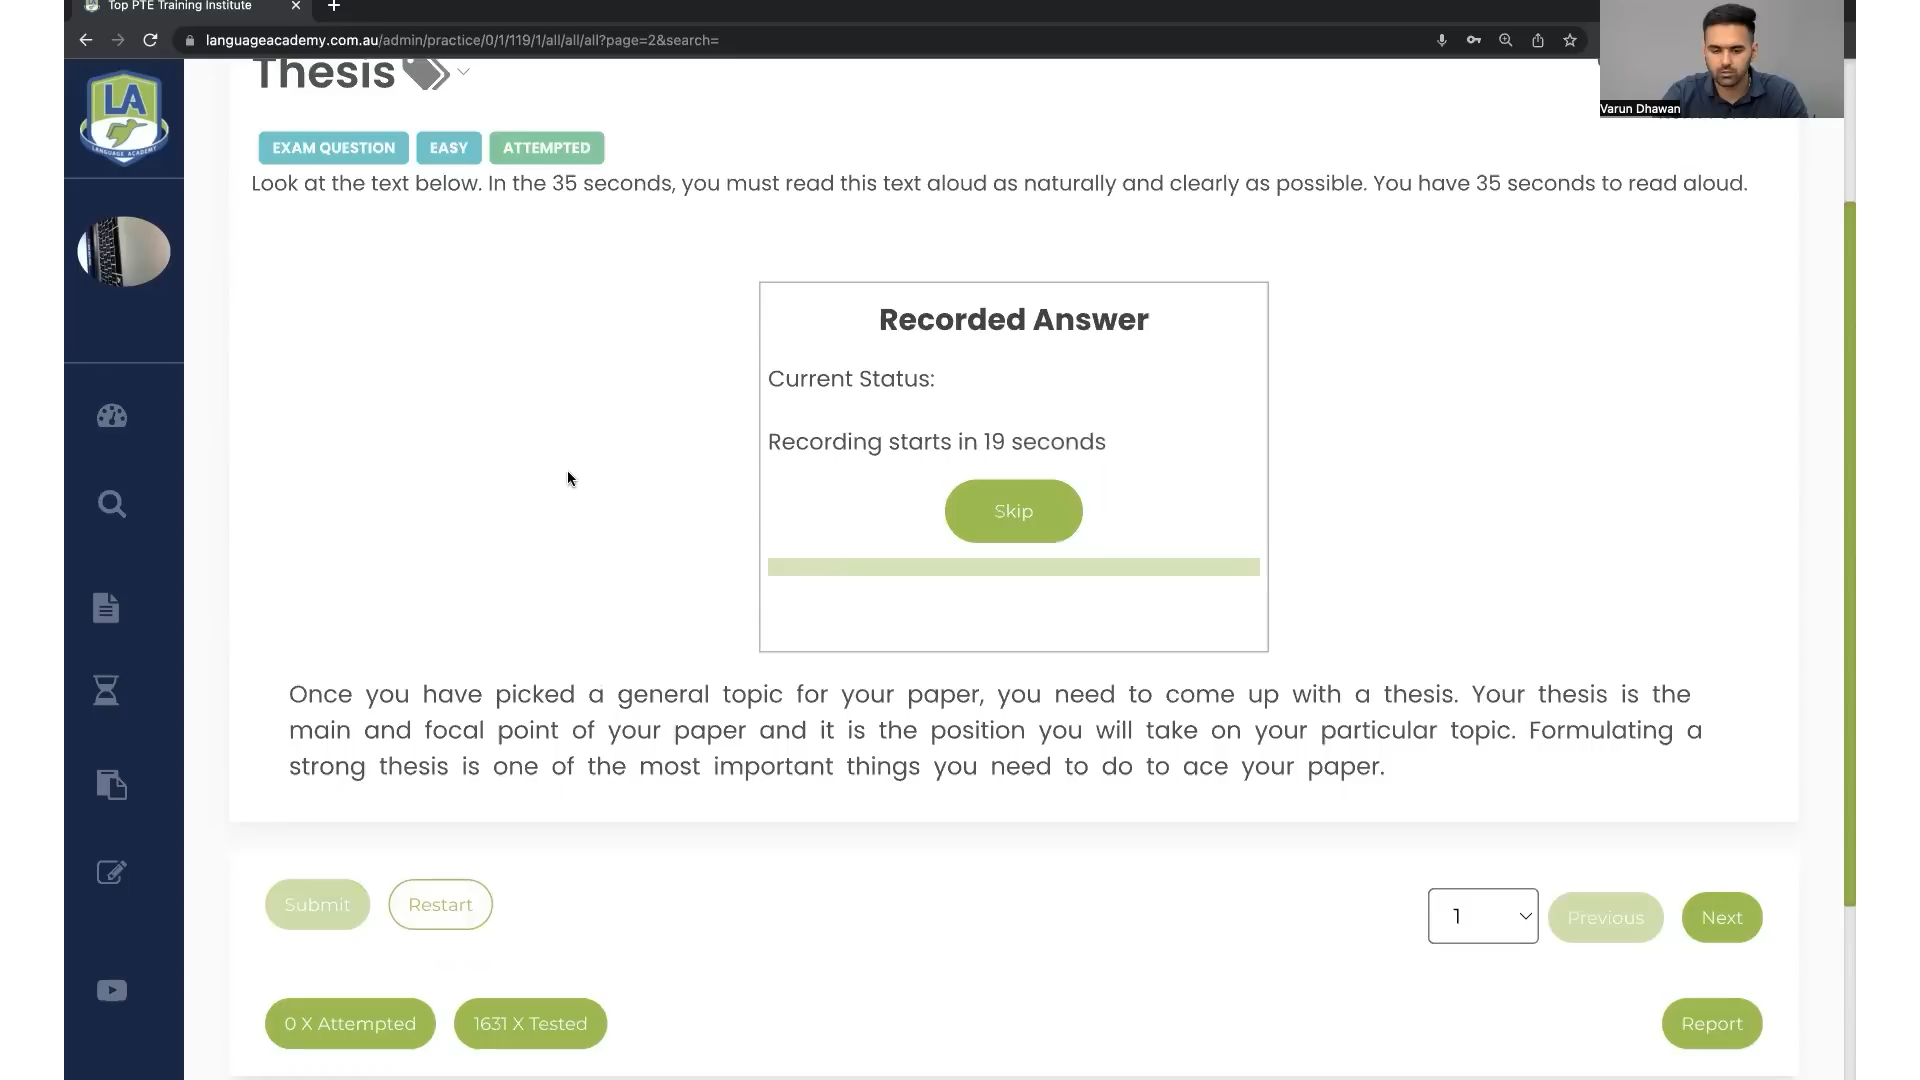 Top PTE Training Institute
languageacademy.com.au/admin/practice/0/1/119/1/all/all/all?page=2&search=
Varun Dhawan
LA
LANGUAGE ACADEMY
Thesis
EXAM QUESTION EASY ATTEMPTED
Look at the text below. In the 35 seconds, you must read this text aloud as naturally and clearly as possible. You have 35 seconds to read aloud.
Recorded Answer
Current Status:
Recording starts in 19 seconds
Skip
Once you have picked a general topic for your paper, you need to come up with a thesis. Your thesis is the
main and focal point of your paper and it is the position you will take on your particular topic. Formulating a
strong thesis is one of the most important things you need to do to ace your paper.
Submit Restart
1 Previous Next
0 X Attempted 1631 X Tested
Report